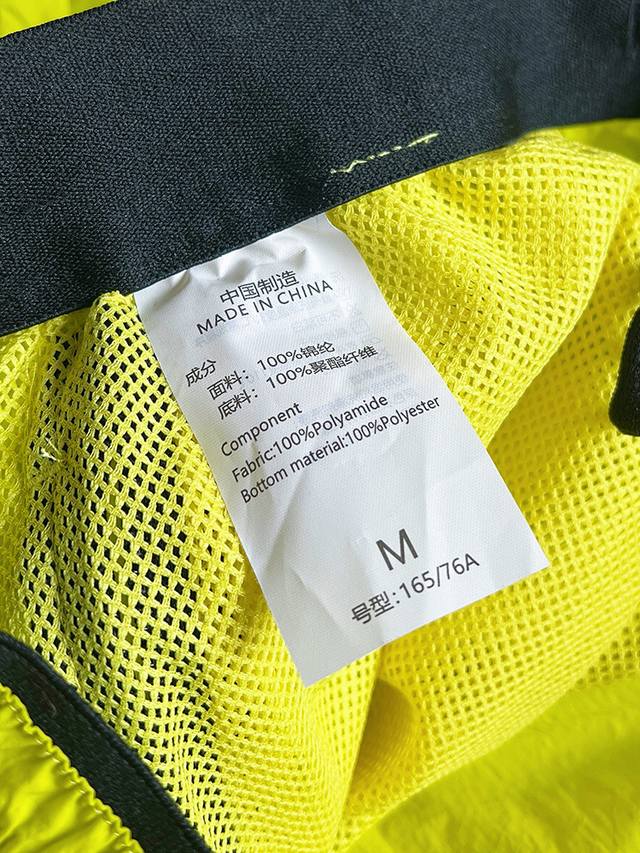 中国制造
MADE IN CHINA
成分
面料：100%锦纶
底料：100%聚酯纤维
Component
Fabric:100%Polyamide
Bottom material:100%Polyester
M
号型:165/76A